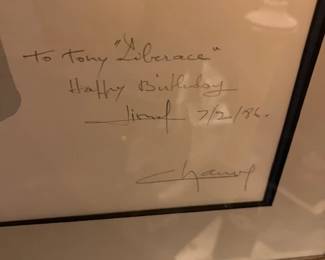 To Tony "Liberace"
Happy Birthday
7/2/86.